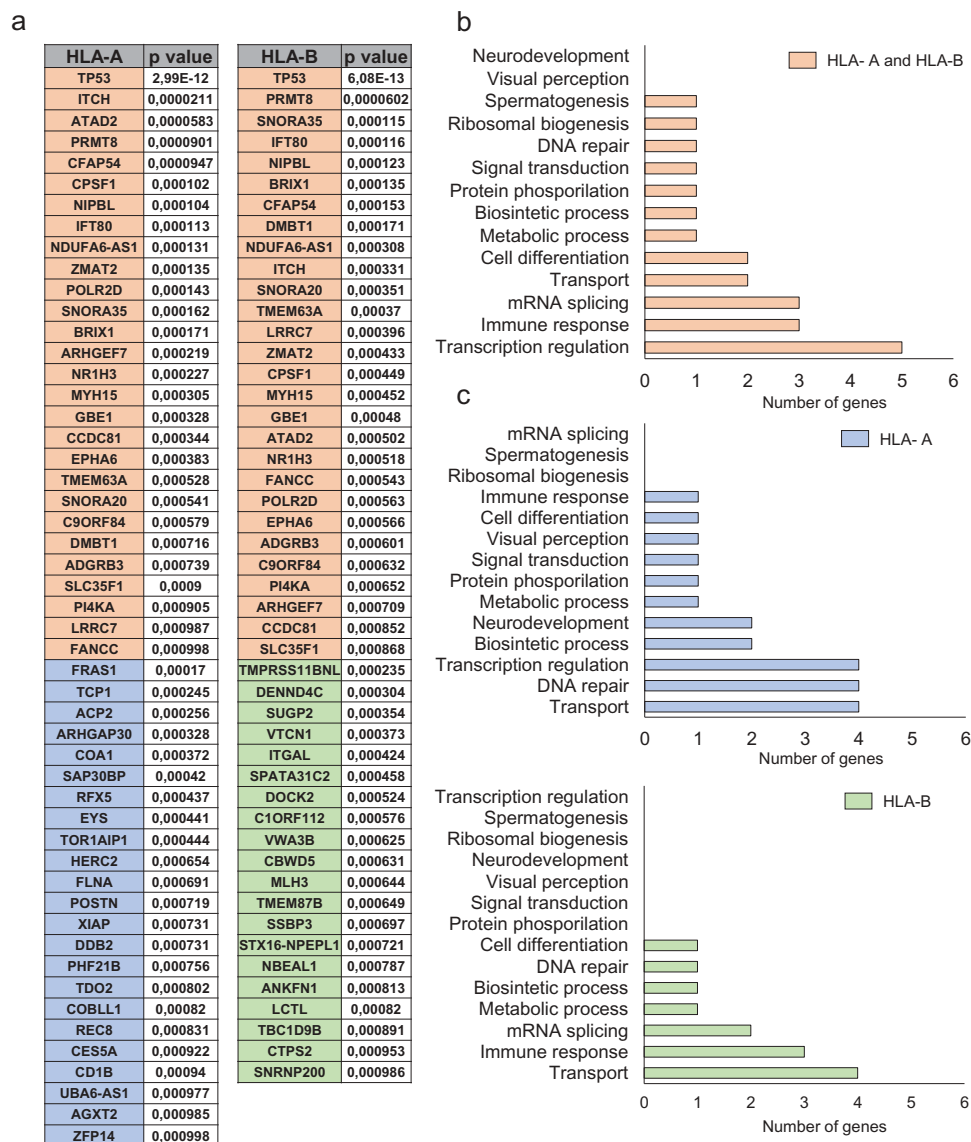 a
HLA-A p value
TP53 2,99E-12
ITCH 0,0000211
ATAD2 0,0000583
PRMT8 0,0000901
CFAP54 0,0000947
CPSF1 0,000102
NIPBL 0,000104
IFT80 0,000113
NDUFA6-AS1 0,000131
ZMAT2 0,000135
POLR2D 0,000143
SNORA35 0,000162
BRIX1 0,000171
ARHGEF7 0,000219
NR1H3 0,000227
MYH15 0,000305
GBE1 0,000328
CCDC81 0,000344
EPHA6 0,000383
TMEM63A 0,000528
SNORA20 0,000541
C9ORF84 0,000579
DMBT1 0,000716
ADGRB3 0,000739
SLC35F1 0,0009
PI4KA 0,000905
LRRC7 0,000987
FANCC 0,000998
FRAS1 0,00017
TCP1 0,000245
ACP2 0,000256
ARHGAP30 0,000328
COA1 0,000372
SAP30BP 0,00042
RFX5 0,000437
EYS 0,000441
TOR1AIP1 0,000444
HERC2 0,000654
FLNA 0,000691
POSTN 0,000719
XIAP 0,000731
DDB2 0,000731
PHF21B 0,000756
TDO2 0,000802
COBLL1 0,00082
REC8 0,000831
CES5A 0,000922
CD1B 0,00094
UBA6-AS1 0,000977
AGXT2 0,000985
ZFP14 0,000998
HLA-B p value
TP53 6,08E-13
PRMT8 0,0000602
SNORA35 0,000115
IFT80 0,000116
NIPBL 0,000123
BRIX1 0,000135
CFAP54 0,000153
DMBT1 0,000171
NDUFA6-AS1 0,000308
ITCH 0,000331
SNORA20 0,000351
TMEM63A 0,00037
LRRC7 0,000396
ZMAT2 0,000433
CPSF1 0,000449
MYH15 0,000452
GBE1 0,00048
ATAD2 0,000502
NR1H3 0,000518
FANCC 0,000543
POLR2D 0,000563
EPHA6 0,000566
ADGRB3 0,000601
C9ORF84 0,000632
PI4KA 0,000652
ARHGEF7 0,000709
CCDC81 0,000852
SLC35F1 0,000868
TMPRSS11BNL 0,000235
DENND4C 0,000304
SUGP2 0,000354
VTCN1 0,000373
ITGAL 0,000424
SPATA31C2 0,000458
DOCK2 0,000524
C1ORF112 0,000576
VWA3B 0,000625
CBWD5 0,000631
MLH3 0,000644
TMEM87B 0,000649
SSBP3 0,000697
STX16-NPEPL1 0,000721
NBEAL1 0,000787
ANKFN1 0,000813
LCTL 0,00082
TBC1D9B 0,000891
CTPS2 0,000953
SNRNP200 0,000986
b
HLA- A and HLA-B
Neurodevelopment
Visual perception
Spermatogenesis
Ribosomal biogenesis
DNA repair
Signal transduction
Protein phosporilation
Biosintetic process
Metabolic process
Cell differentiation
Transport
mRNA splicing
Immune response
Transcription regulation
0 1 2 3 4 5 6
Number of genes
c
HLA- A
mRNA splicing
Spermatogenesis
Ribosomal biogenesis
Immune response
Cell differentiation
Visual perception
Signal transduction
Protein phosporilation
Metabolic process
Neurodevelopment
Biosintetic process
Transcription regulation
DNA repair
Transport
0 1 2 3 4 5 6
Number of genes
HLA-B
Transcription regulation
Spermatogenesis
Ribosomal biogenesis
Neurodevelopment
Visual perception
Signal transduction
Protein phosporilation
Cell differentiation
DNA repair
Biosintetic process
Metabolic process
mRNA splicing
Immune response
Transport
0 1 2 3 4 5 6
Number of genes